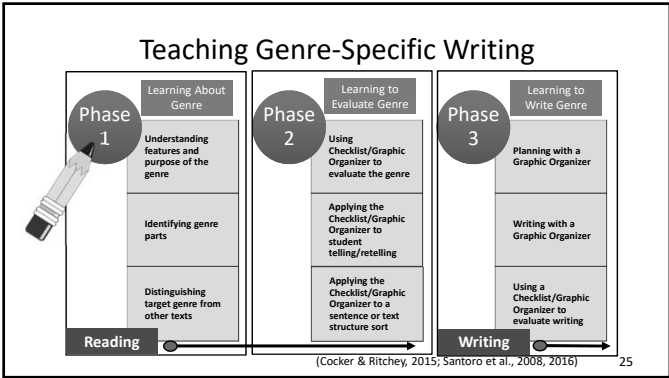 Teaching Genre-Specific Writing
Phase
1
Learning About
Genre
Understanding
features and
purpose of the
genre
Identifying genre
parts
Distinguishing
target genre from
other texts
Phase
2
Learning to
Evaluate Genre
Using
Checklist/Graphic
Organizer to
evaluate the genre
Applying the
Checklist/Graphic
Organizer to
student
telling/retelling
Applying the
Checklist/Graphic
Organizer to a
sentence or text
structure sort
Phase
3
Learning to
Write Genre
Planning with a
Graphic Organizer
Writing with a
Graphic Organizer
Using a
Checklist/Graphic
Organizer to
evaluate writing
Reading
Writing
(Cocker & Ritchey, 2015; Santoro et al., 2008, 2016)
25